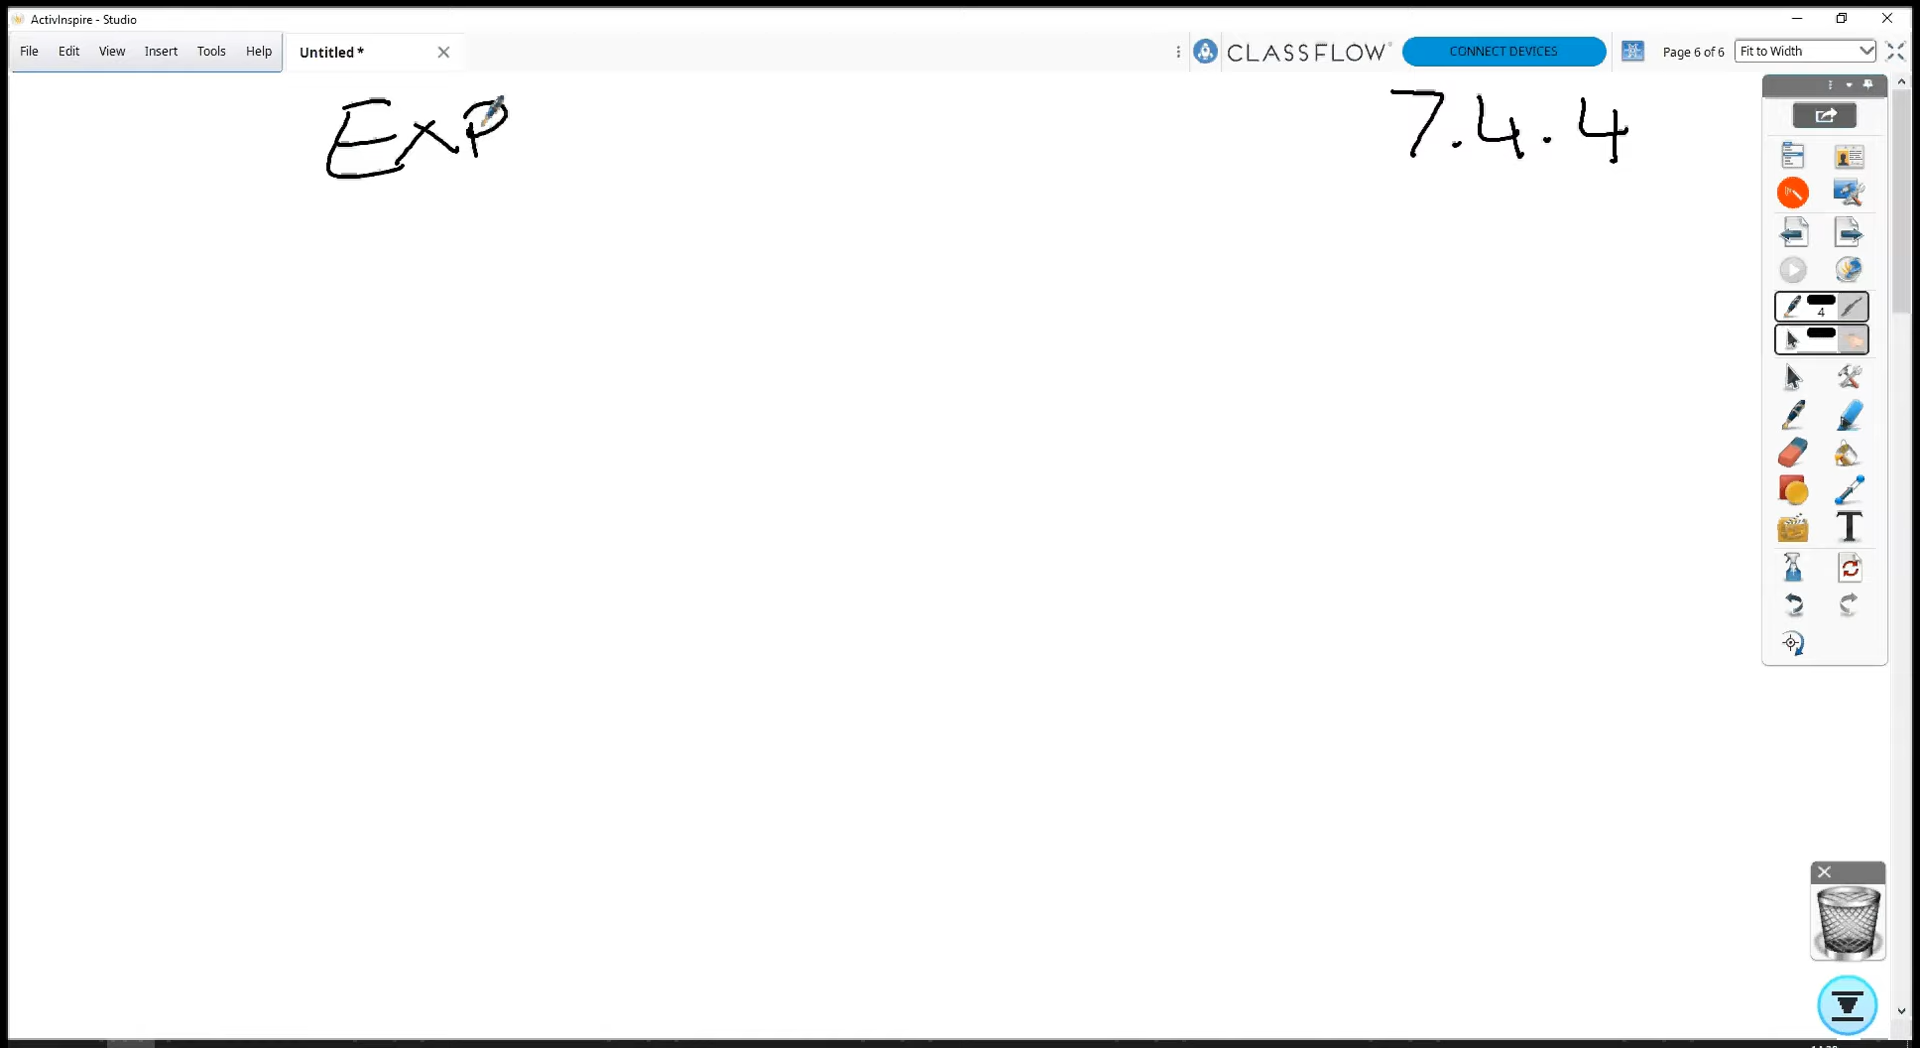 ActivInspire - Studio
File Edit View Insert Tools Help Untitled * CLASSFLOW CONNECT DEVICES Page 6 of 6 Fit to Width
Exp 7.4.4
4
T